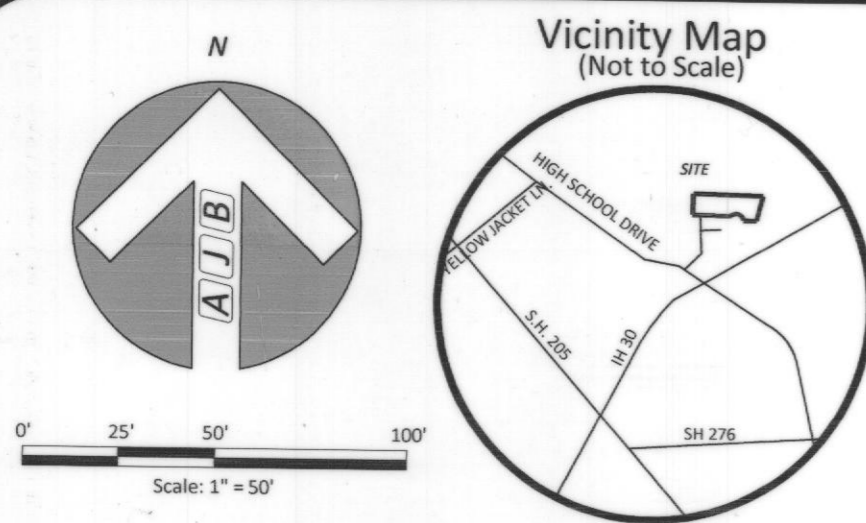 N
A J B
0' 25' 50' 100'
Scale: 1" = 50'
Vicinity Map
(Not to Scale)
SITE
HIGH SCHOOL DRIVE
YELLOW JACKET LN.
S.H. 205
IH 30
SH 276